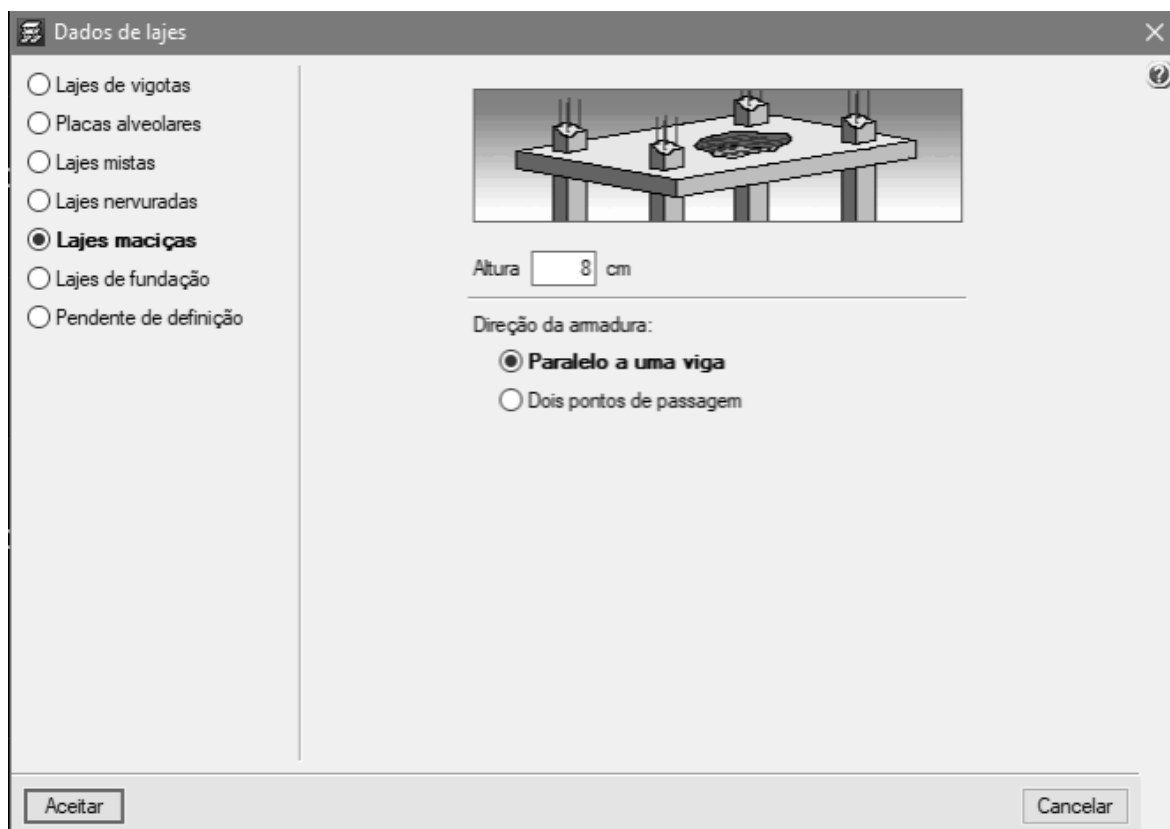 Dados de lajes
Lajes de vigotas
Placas alveolares
Lajes mistas
Lajes nervuradas
Lajes maciças
Lajes de fundação
Pendente de definição
Altura 8 cm
Direção da armadura:
Paralelo a uma viga
Dois pontos de passagem
Aceitar
Cancelar